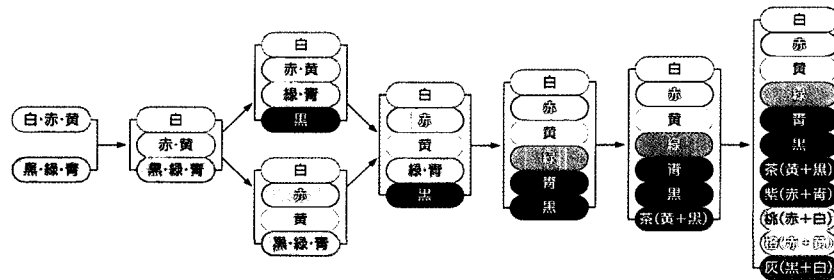 白・赤・黄
黒・緑・青
白
赤・黄
黒・緑・青
白
赤・黄
緑・青
黒
白
赤
黄
黒・緑・青
白
赤
黄
緑・青
黒
白
赤
黄
緑
青
黒
白
赤
黄
緑
青
黒
茶(黄+黒)
白
赤
黄
緑
青
黒
茶(黄+黒)
紫(赤+青)
桃(赤+白)
橙(赤+黄)
灰(黒+白)